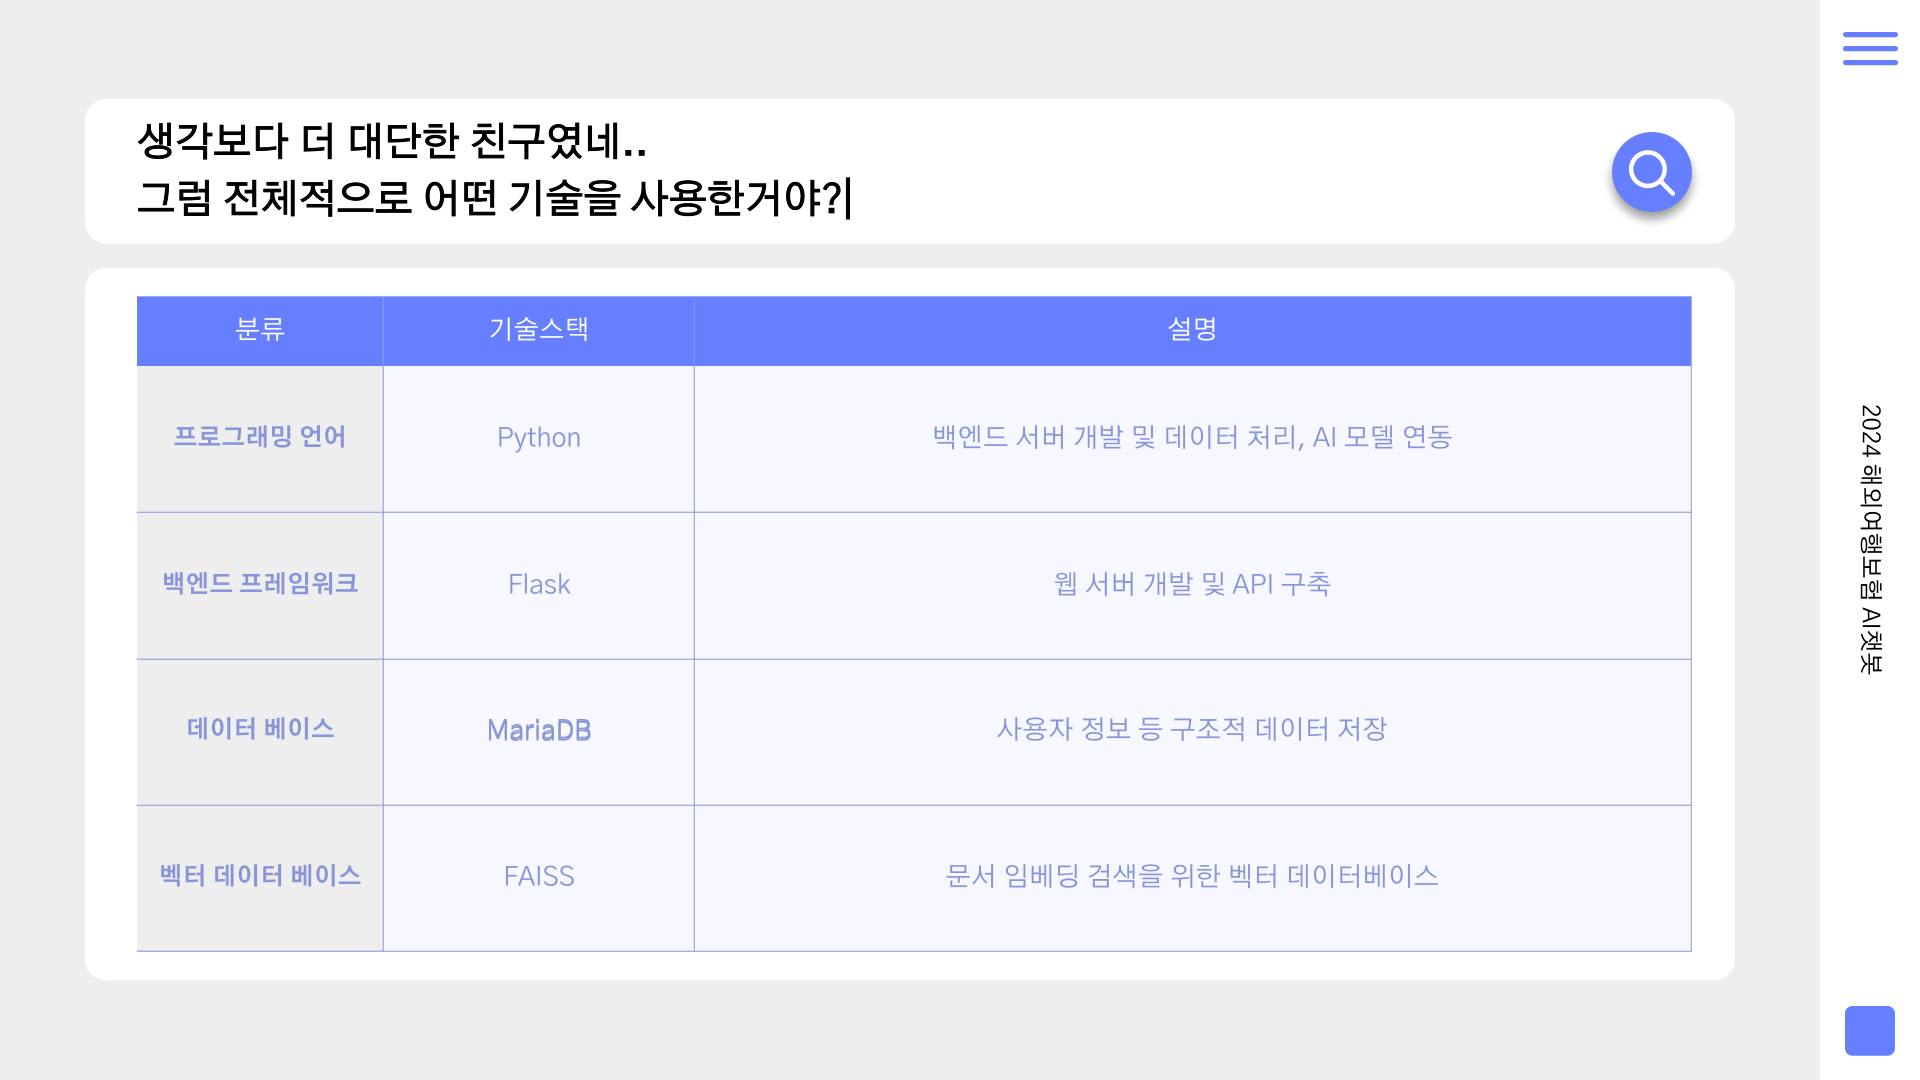 생각보다 더 대단한 친구였네..
그럼 전체적으로 어떤 기술을 사용한거야?|
분류 기술스택 설명
프로그래밍 언어 Python 백엔드 서버 개발 및 데이터 처리, AI 모델 연동
백엔드 프레임워크 Flask 웹 서버 개발 및 API 구축
데이터 베이스 MariaDB 사용자 정보 등 구조적 데이터 저장
벡터 데이터 베이스 FAISS 문서 임베딩 검색을 위한 벡터 데이터베이스
2024 해외여행보험 AI챗봇